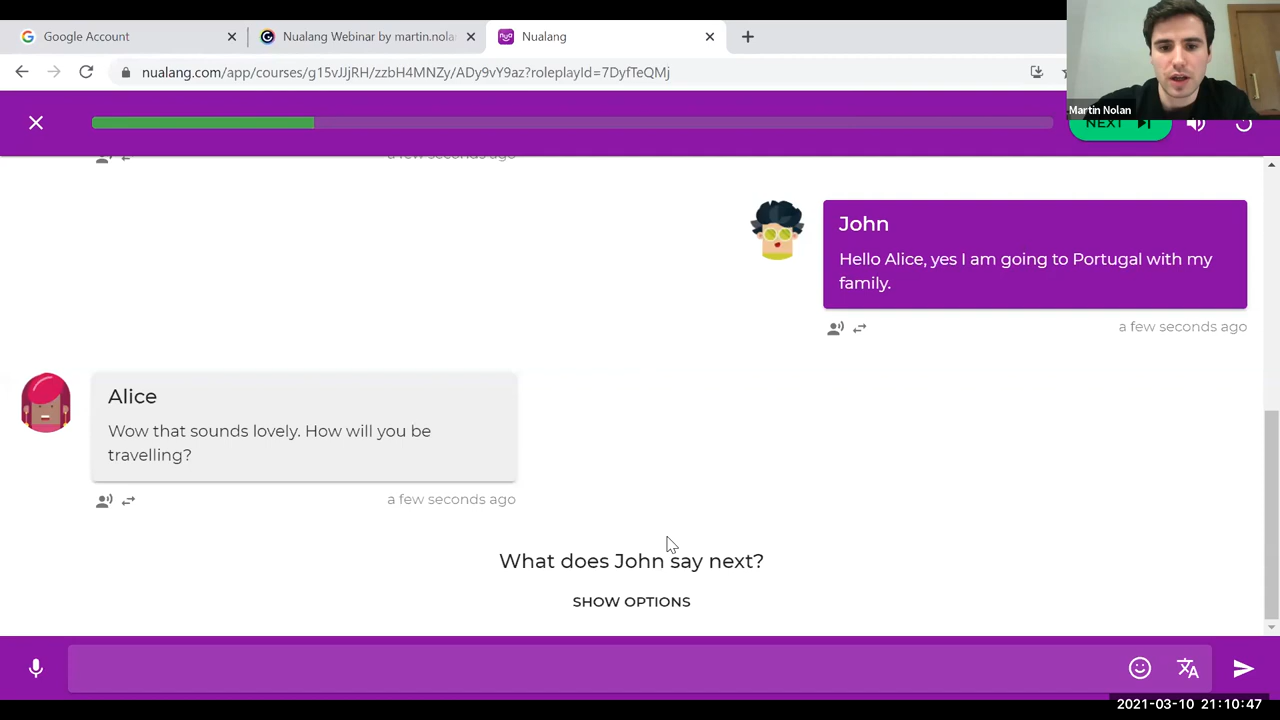 Google Account
Nualang Webinar by martin.nola
Nualang
nualang.com/app/courses/g15vJJjRH/zzbH4MNZy/ADy9vY9az?roleplayId=7DyfTeQMj
Martin Nolan
NEXT
a few seconds ago
John
Hello Alice, yes I am going to Portugal with my
family.
a few seconds ago
Alice
Wow that sounds lovely. How will you be
travelling?
a few seconds ago
What does John say next?
SHOW OPTIONS
2021-03-10 21:10:47